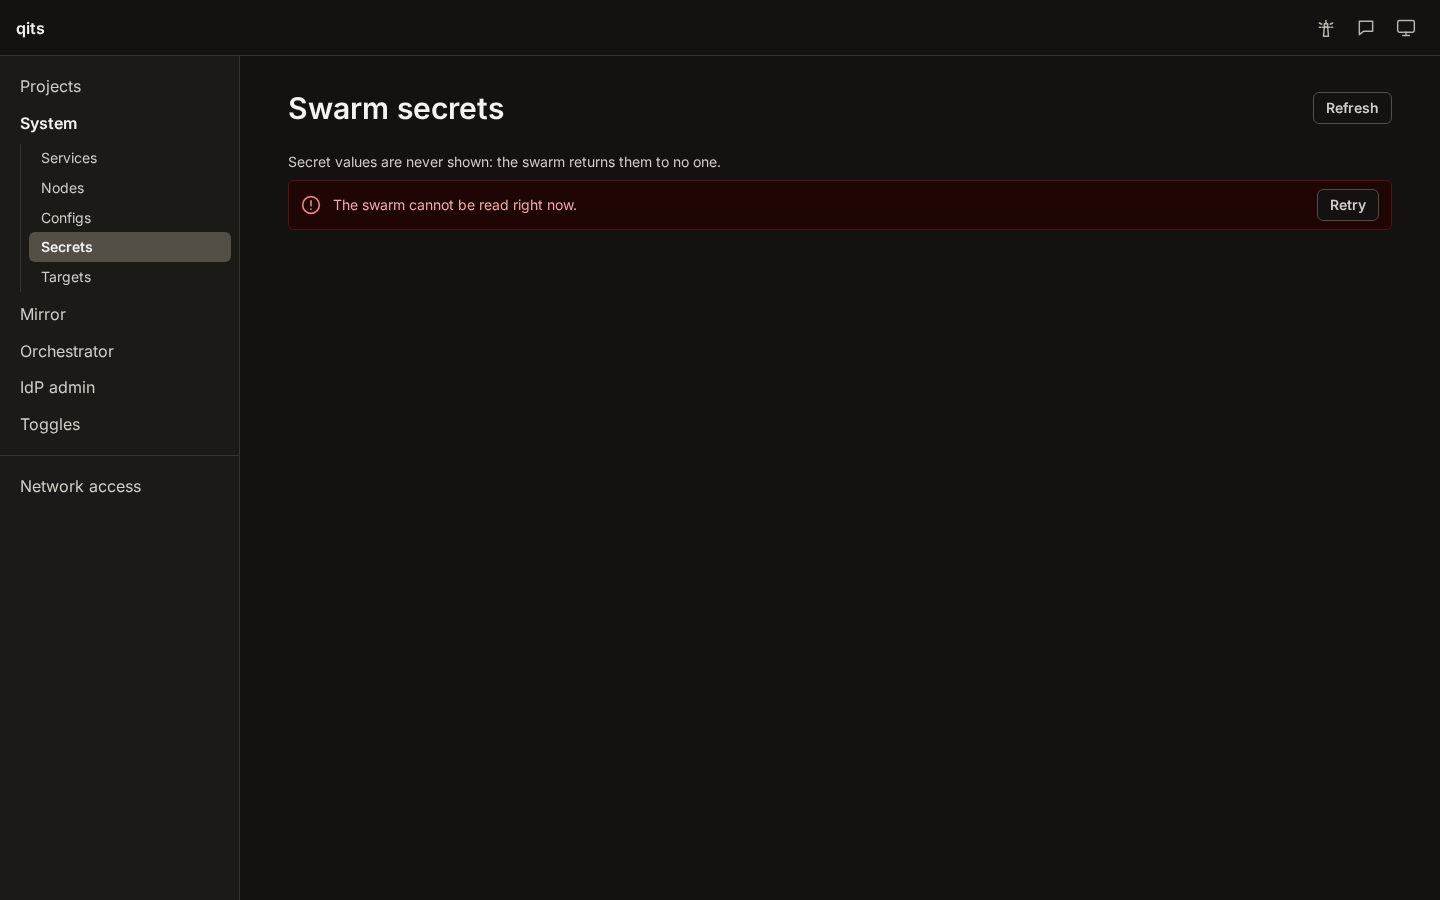 qits
Projects
System
Services
Nodes
Configs
Secrets
Targets
Mirror
Orchestrator
IdP admin
Toggles
Network access
Swarm secrets
Refresh
Secret values are never shown: the swarm returns them to no one.
The swarm cannot be read right now.
Retry